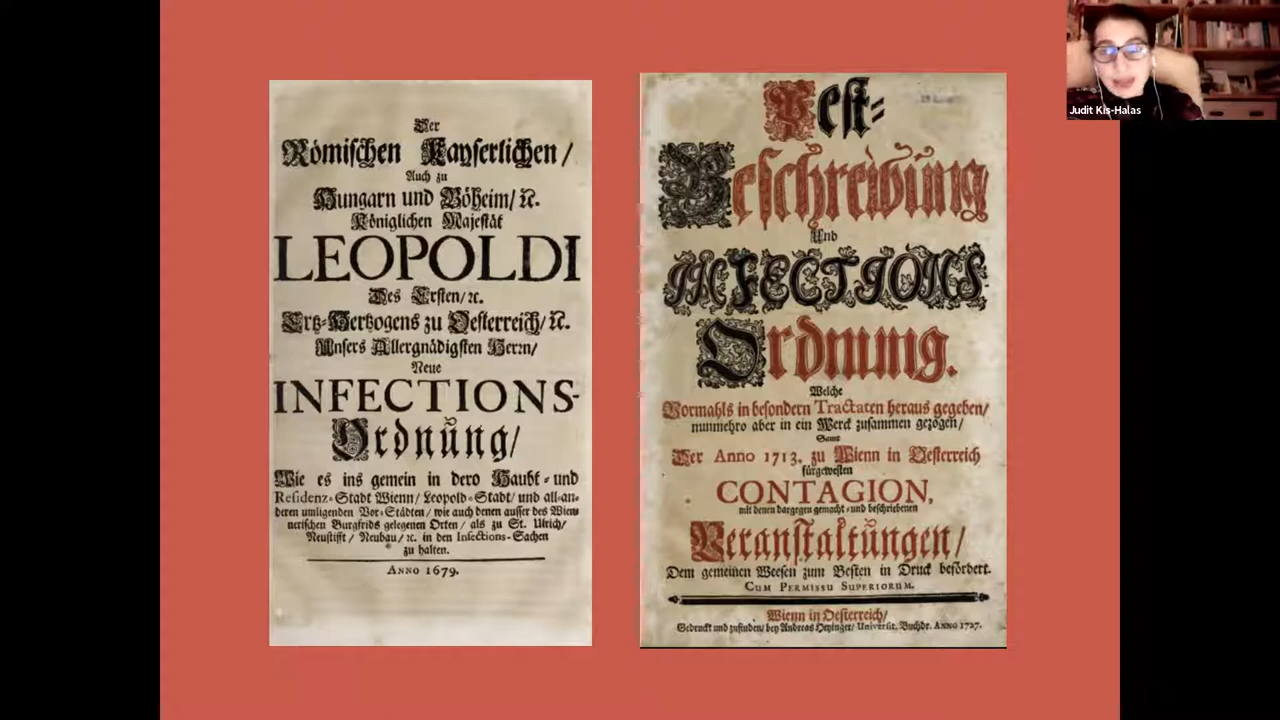 Der
Römischen Kayserlichen/
Auch zu
Hungarn und Böheim/ ꝛc.
Königlichen Majestät
LEOPOLDI
Des Ersten/ ꝛc.
Ertz-Hertzogens zu Oesterreich/ ꝛc.
Unsers Allergnädigsten Herrn/
Neue
INFECTIONS-
Ordnung/
Wie es ins gemein in dero Haubt- und
Residenz-Stadt Wienn/ Leopold-Stadt/ und all-an-
deren umligenden Vor-Städten/ wie auch denen ausser des Wien-
nerischen Burgfrids gelegenen Orten/ als zu St. Ulrich/
Neustifft/ Neubau/ ꝛc. in den Infections-Sachen
zu halten.
ANNO 1679.
Pest-
Beschreibung
Und
INFECTIONS
Ordnung.
Welche
Vormahls in besondern Tractaten heraus gegeben/
nunmehro aber in ein Werck zusammen gezogen/
Samt
Der Anno 1713. zu Wienn in Oesterreich
fürgewesten
CONTAGION,
mit denen dargegen gemacht- und beschriebenen
Veranstaltungen/
Dem gemeinen Weesen zum Besten in Druck befördert.
CUM PERMISSU SUPERIORUM.
Wienn in Oesterreich/
Gedruckt und zufinden/ bey Andreas Heyinger/ Universit. Buchdr. ANNO 1727.
Judit Kis-Halas